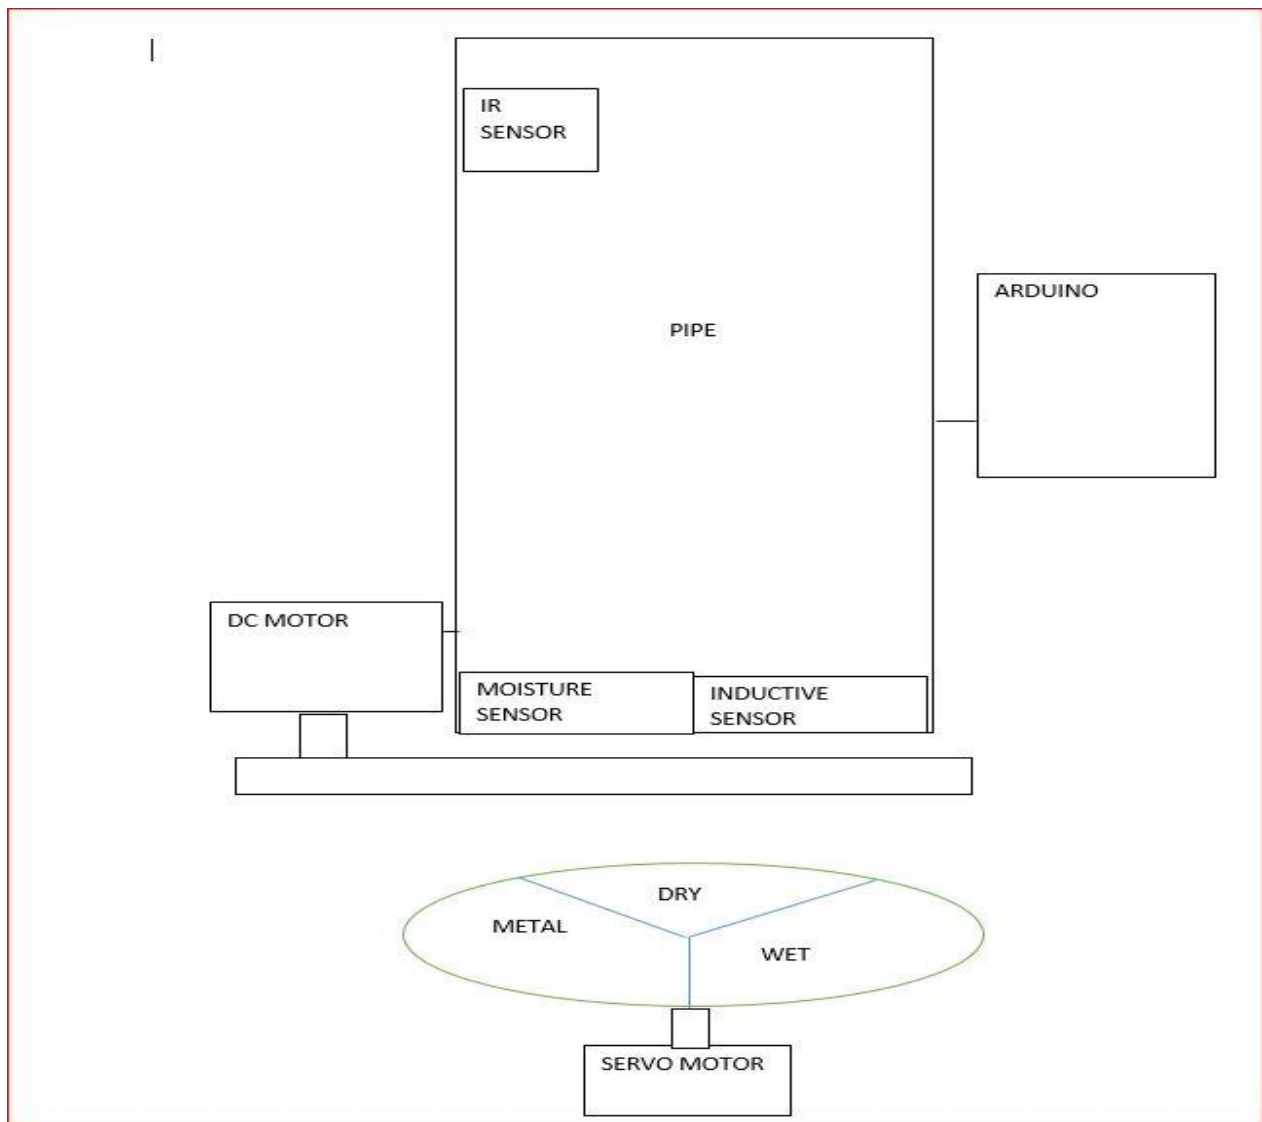 IR
SENSOR
ARDUINO
PIPE
DC MOTOR
MOISTURE
SENSOR
INDUCTIVE
SENSOR
DRY
METAL
WET
SERVO MOTOR